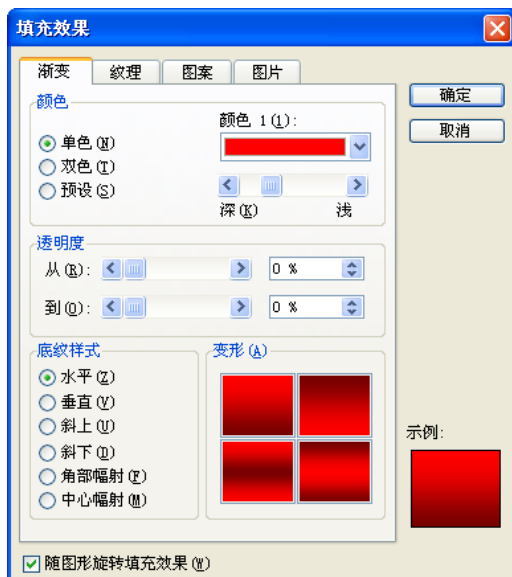 填充效果
渐变 纹理 图案 图片
确定
取消
颜色
颜色 1(1):
单色(N)
双色(T)
预设(S)
深(K) 浅
透明度
从(R): 0 %
到(O): 0 %
底纹样式
变形(A)
水平(Z)
垂直(V)
斜上(U)
斜下(D)
角部幅射(F)
中心幅射(M)
示例:
随图形旋转填充效果(W)